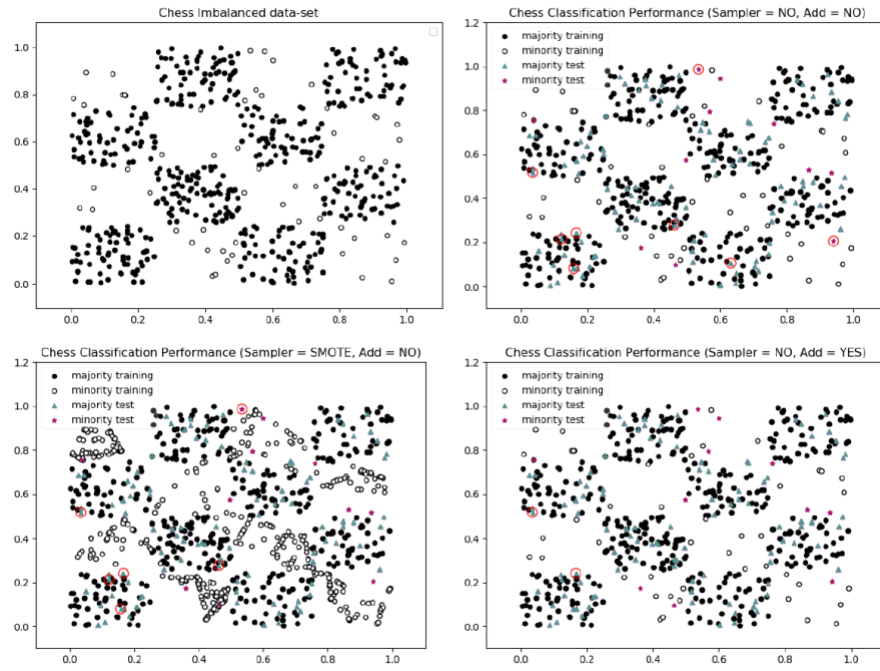 Chess Imbalanced data-set
1.0
0.8
0.6
0.4
0.2
0.0
0.0 0.2 0.4 0.6 0.8 1.0
Chess Classification Performance (Sampler = NO, Add = NO)
1.2
majority training
minority training
majority test
minority test
1.0
0.8
0.6
0.4
0.2
0.0
0.0 0.2 0.4 0.6 0.8 1.0
Chess Classification Performance (Sampler = SMOTE, Add = NO)
1.2
majority training
minority training
majority test
minority test
1.0
0.8
0.6
0.4
0.2
0.0
0.0 0.2 0.4 0.6 0.8 1.0
Chess Classification Performance (Sampler = NO, Add = YES)
1.2
majority training
minority training
majority test
minority test
1.0
0.8
0.6
0.4
0.2
0.0
0.0 0.2 0.4 0.6 0.8 1.0